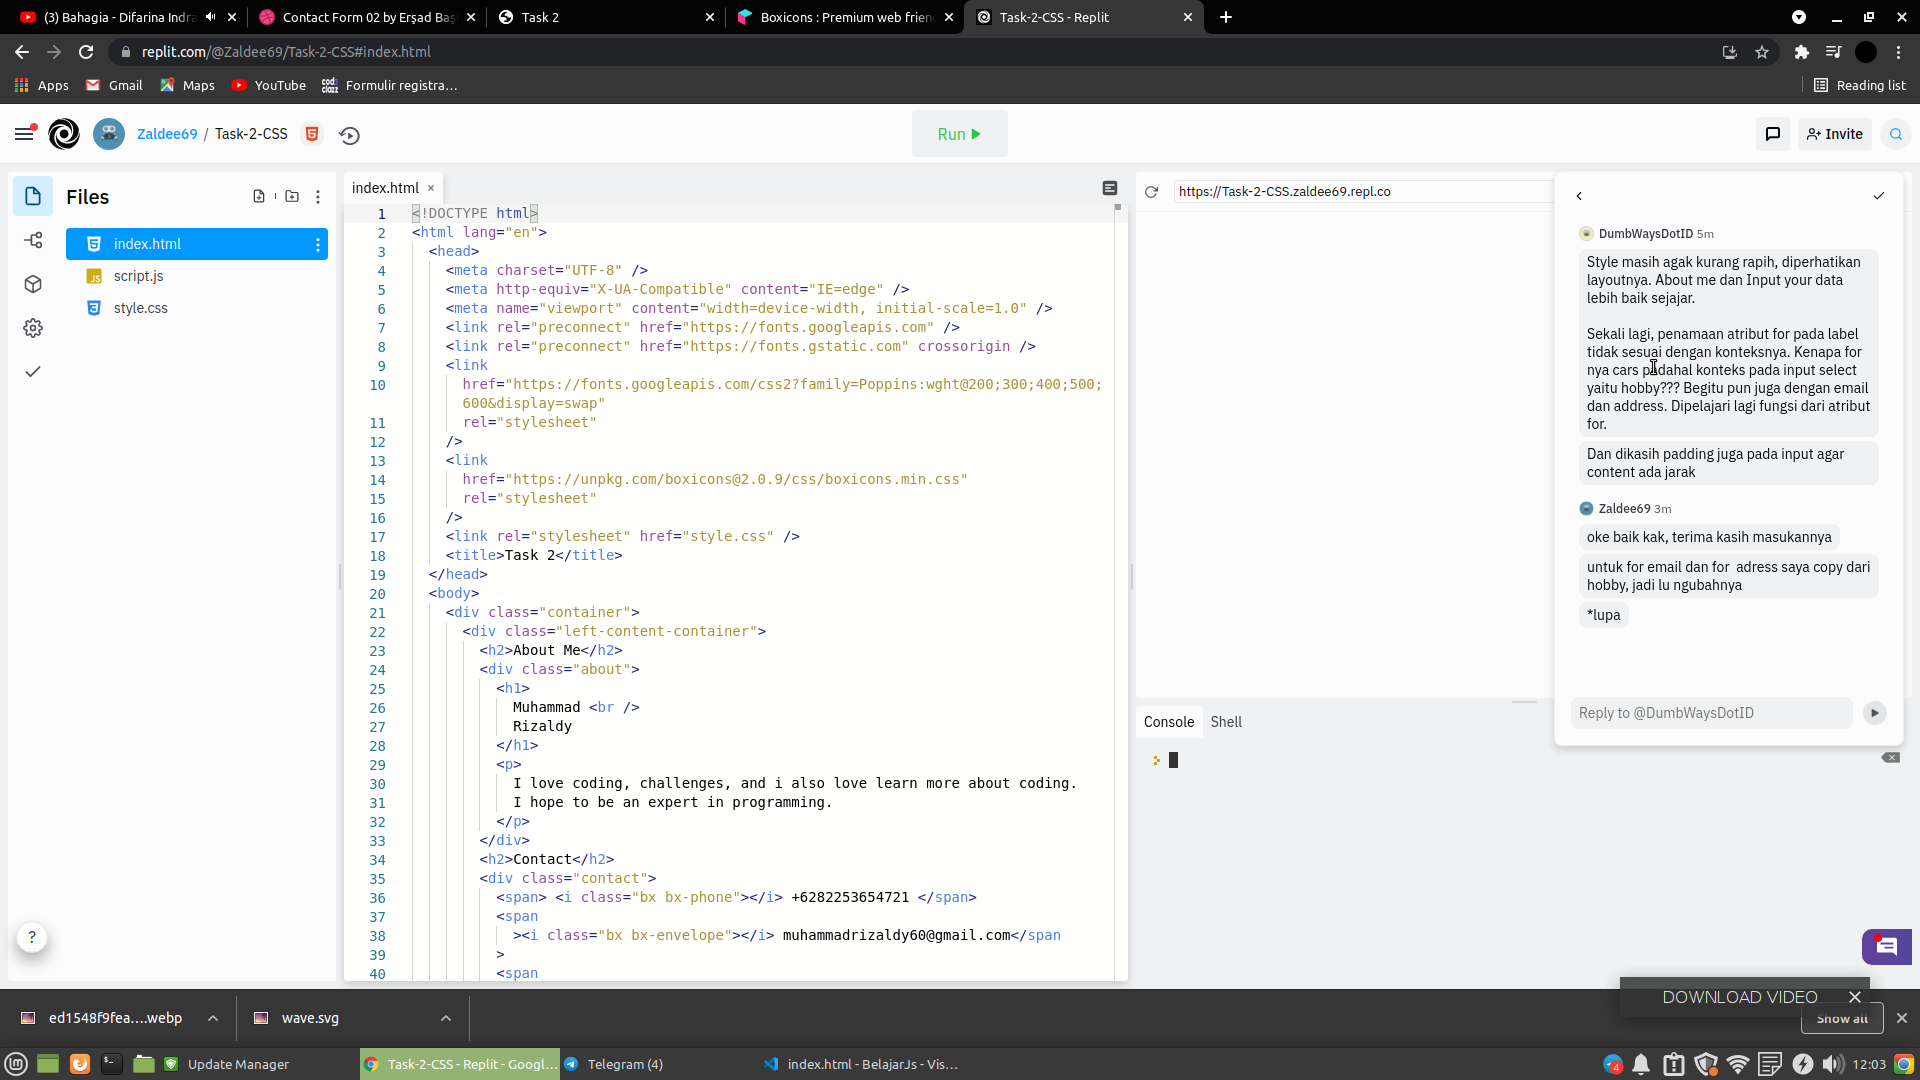 (3) Bahagia - Difarina Indra
Contact Form 02 by Erşad Baş
Task 2
Boxicons : Premium web frien
Task-2-CSS - Replit
replit.com/@Zaldee69/Task-2-CSS#index.html
Apps
Gmail
Maps
YouTube
Formulir registra…
Reading list
Zaldee69 / Task-2-CSS
Run
Invite
Files
index.html
script.js
style.css
index.html
1 <!DOCTYPE html>
2 <html lang="en">
3 <head>
4 <meta charset="UTF-8" />
5 <meta http-equiv="X-UA-Compatible" content="IE=edge" />
6 <meta name="viewport" content="width=device-width, initial-scale=1.0" />
7 <link rel="preconnect" href="https://fonts.googleapis.com" />
8 <link rel="preconnect" href="https://fonts.gstatic.com" crossorigin />
9 <link
10 href="https://fonts.googleapis.com/css2?family=Poppins:wght@200;300;400;500;
600&display=swap"
11 rel="stylesheet"
12 />
13 <link
14 href="https://unpkg.com/boxicons@2.0.9/css/boxicons.min.css"
15 rel="stylesheet"
16 />
17 <link rel="stylesheet" href="style.css" />
18 <title>Task 2</title>
19 </head>
20 <body>
21 <div class="container">
22 <div class="left-content-container">
23 <h2>About Me</h2>
24 <div class="about">
25 <h1>
26 Muhammad <br />
27 Rizaldy
28 </h1>
29 <p>
30 I love coding, challenges, and i also love learn more about coding.
31 I hope to be an expert in programming.
32 </p>
33 </div>
34 <h2>Contact</h2>
35 <div class="contact">
36 <span> <i class="bx bx-phone"></i> +6282253654721 </span>
37 <span
38 ><i class="bx bx-envelope"></i> muhammadrizaldy60@gmail.com</span
39 >
40 <span
https://Task-2-CSS.zaldee69.repl.co
DumbWaysDotID 5m
Style masih agak kurang rapih, diperhatikan
layoutnya. About me dan Input your data
lebih baik sejajar.
Sekali lagi, penamaan atribut for pada label
tidak sesuai dengan konteksnya. Kenapa for
nya cars padahal konteks pada input select
yaitu hobby??? Begitu pun juga dengan email
dan address. Dipelajari lagi fungsi dari atribut
for.
Dan dikasih padding juga pada input agar
content ada jarak
Zaldee69 3m
oke baik kak, terima kasih masukannya
untuk for email dan for adress saya copy dari
hobby, jadi lu ngubahnya
*lupa
Reply to @DumbWaysDotID
Console
Shell
?
DOWNLOAD VIDEO
ed1548f9fea....webp
wave.svg
Show all
Update Manager
Task-2-CSS - Replit - Googl…
Telegram (4)
index.html - BelajarJs - Vis…
4
12:03